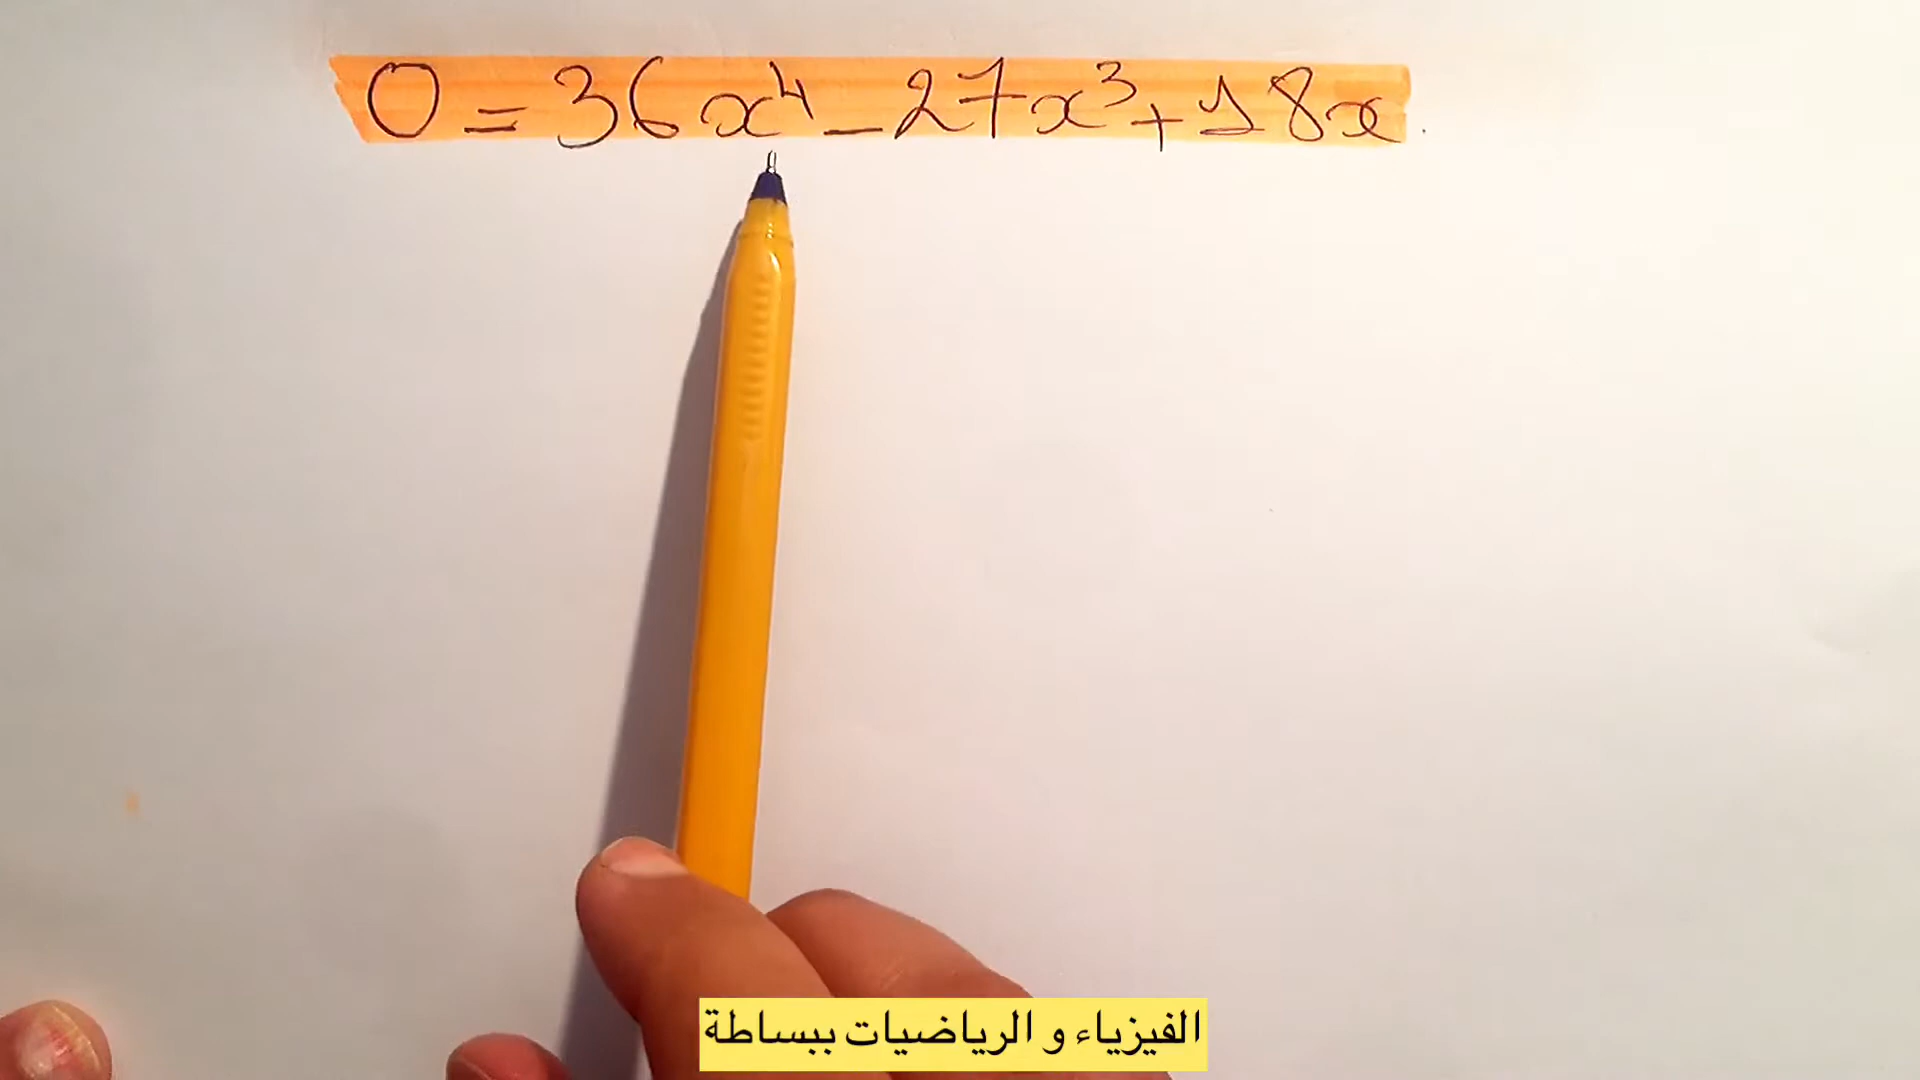 0 = 36x⁴ - 27x³ + 18x
الفيزياء و الرياضيات ببساطة